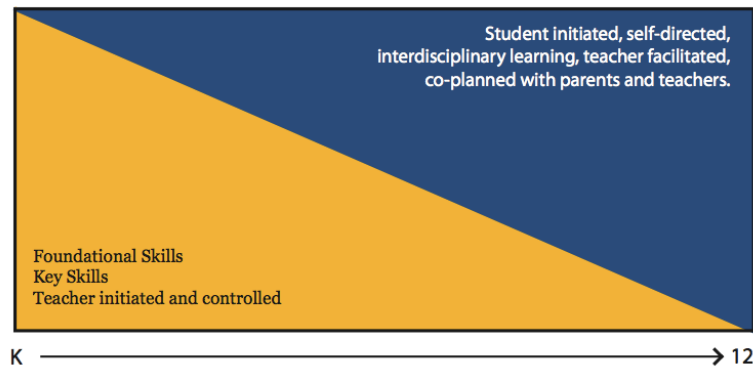 Student initiated, self-directed,
interdisciplinary learning, teacher facilitated,
co-planned with parents and teachers.
Foundational Skills
Key Skills
Teacher initiated and controlled
K 12